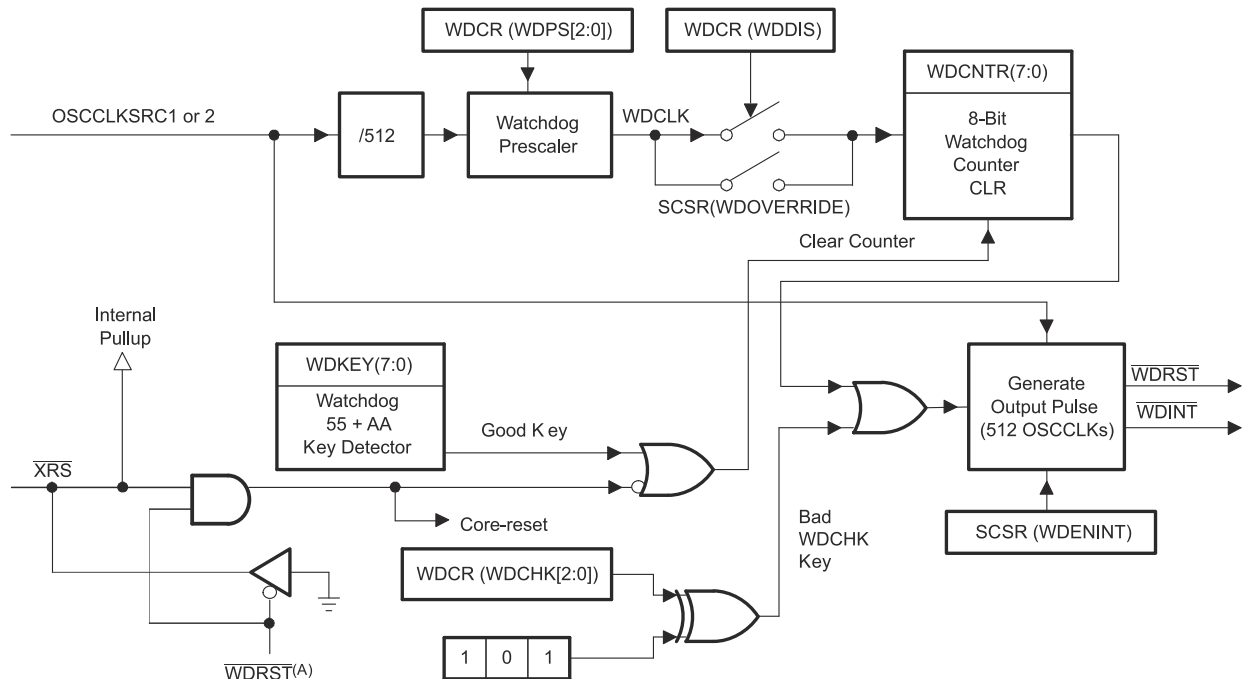 WDCR (WDPS[2:0])
WDCR (WDDIS)
WDCNTR(7:0)
OSCCLKSRC1 or 2
/512
Watchdog
Prescaler
WDCLK
8-Bit
Watchdog
Counter
CLR
SCSR(WDOVERRIDE)
Clear Counter
Internal
Pullup
WDKEY(7:0)
Watchdog
55 + AA
Key Detector
Good Key
Generate
Output Pulse
(512 OSCCLKs)
WDRST
WDINT
XRS
Core-reset
Bad
WDCHK
Key
SCSR (WDENINT)
WDCR (WDCHK[2:0])
1 0 1
WDRST(A)